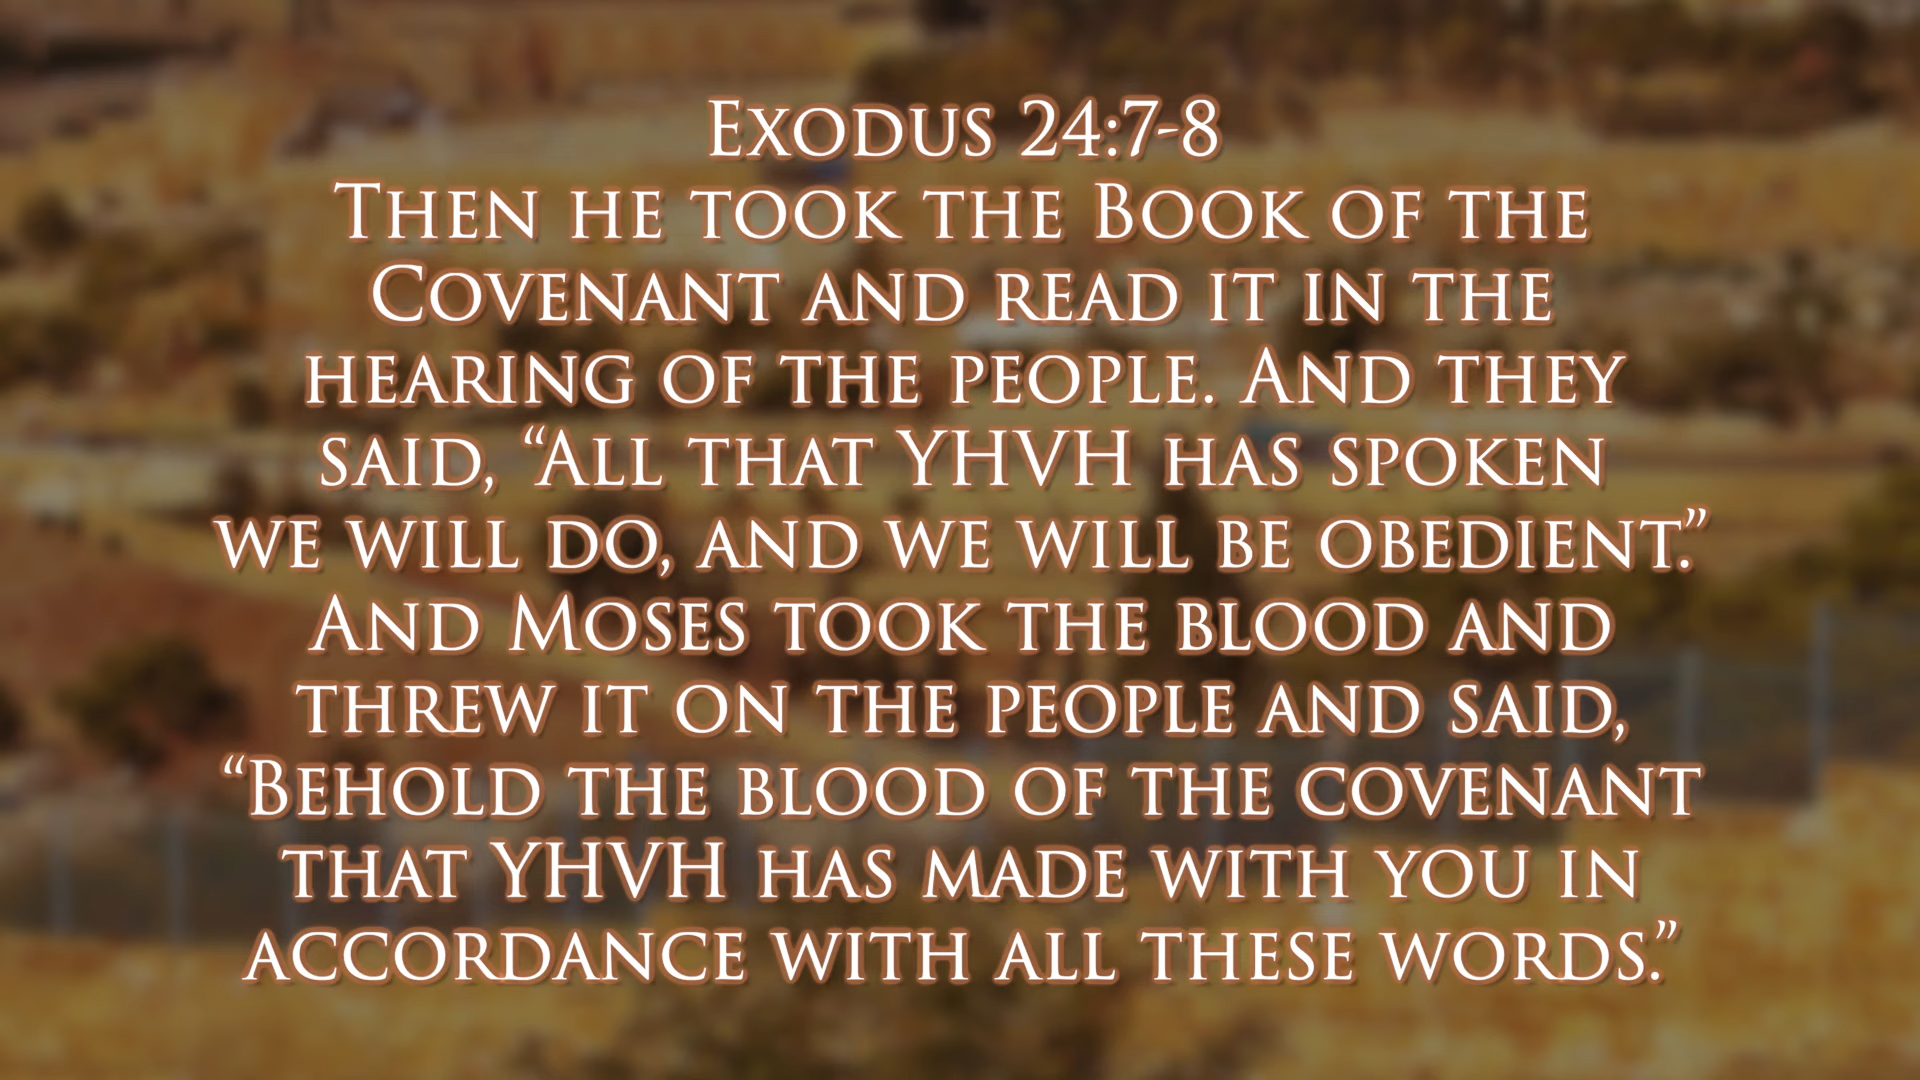 Exodus 24:7-8
Then he took the Book of the
Covenant and read it in the
hearing of the people. And they
said, “All that YHVH has spoken
we will do, and we will be obedient.”
And Moses took the blood and
threw it on the people and said,
“Behold the blood of the covenant
that YHVH has made with you in
accordance with all these words.”